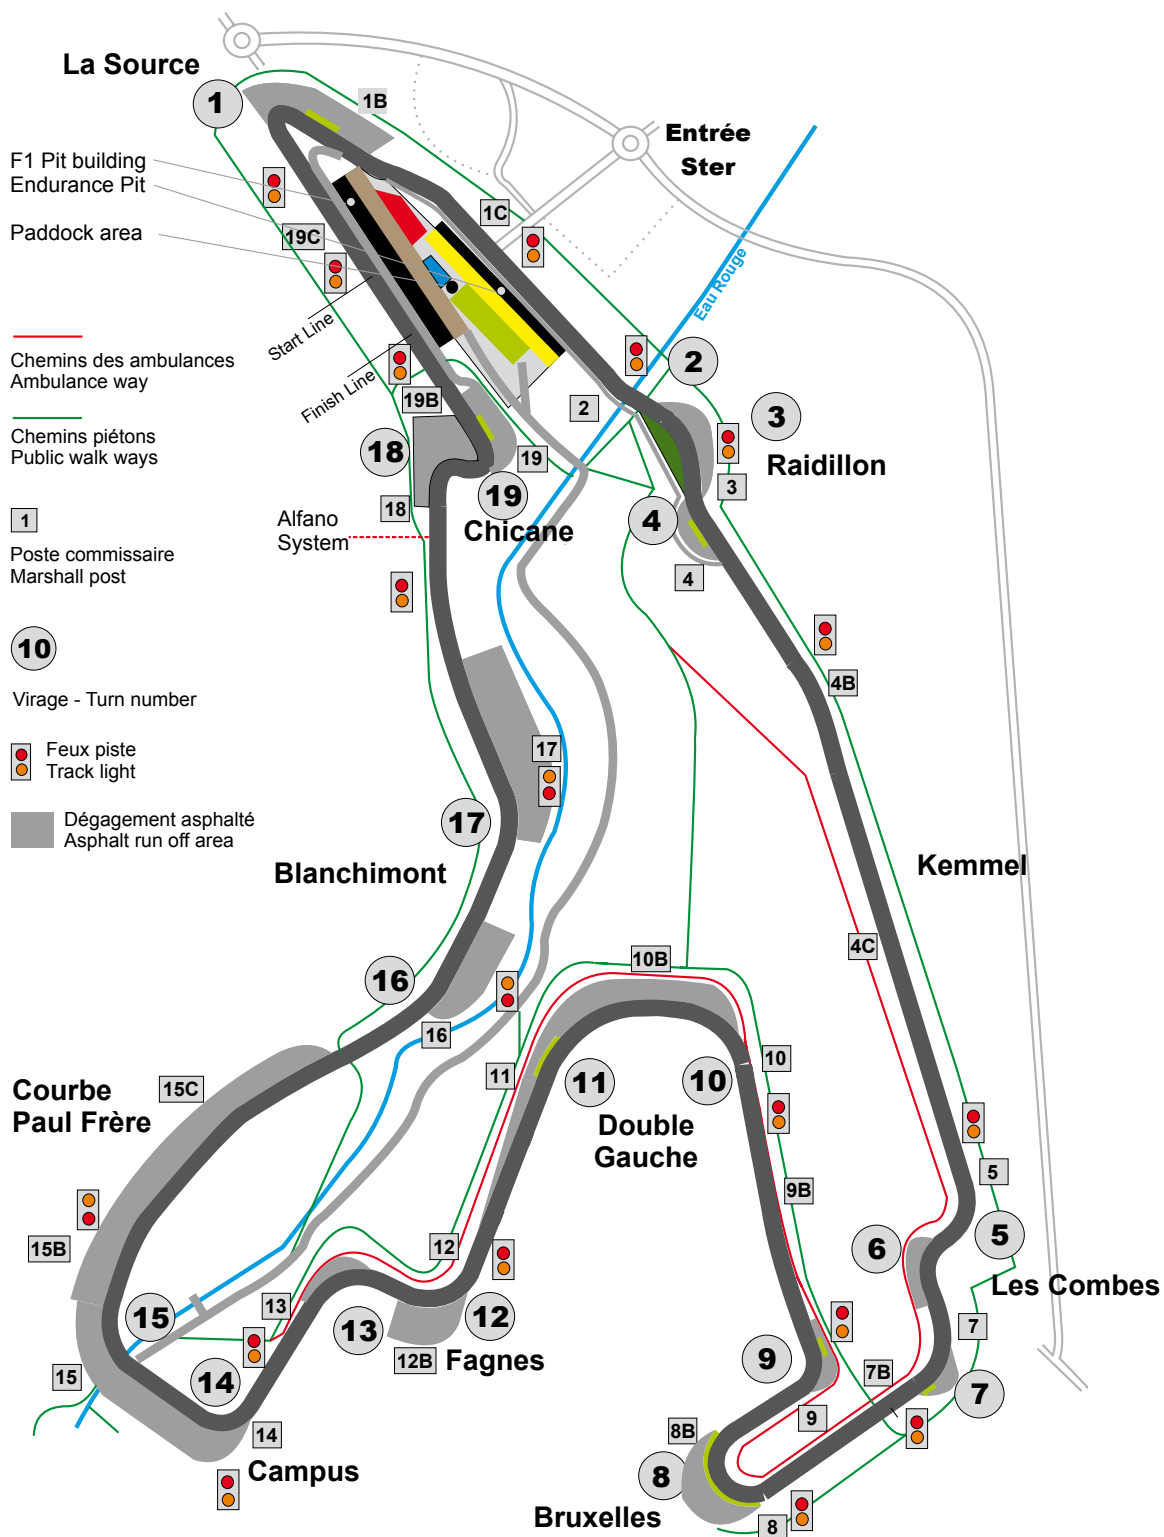 La Source
1
1B
Entrée
Ster
F1 Pit building
Endurance Pit
Paddock area
1C
19C
Eau Rouge
Start Line
Finish Line
Chemins des ambulances
Ambulance way
Chemins piétons
Public walk ways
1
Poste commissaire
Marshall post
10
Virage - Turn number
Feux piste
Track light
Dégagement asphalté
Asphalt run off area
2
2
3
Raidillon
3
4
4
19B
18
19
19
Chicane
18
Alfano
System
4B
17
17
Blanchimont
Kemmel
4C
10B
16
16
15C
Courbe
Paul Frère
11
11
10
10
Double
Gauche
9B
5
5
6
Les Combes
15B
12
12
13
13
12B
Fagnes
15
15
14
14
Campus
7
7
7B
9
9
8B
8
8
Bruxelles